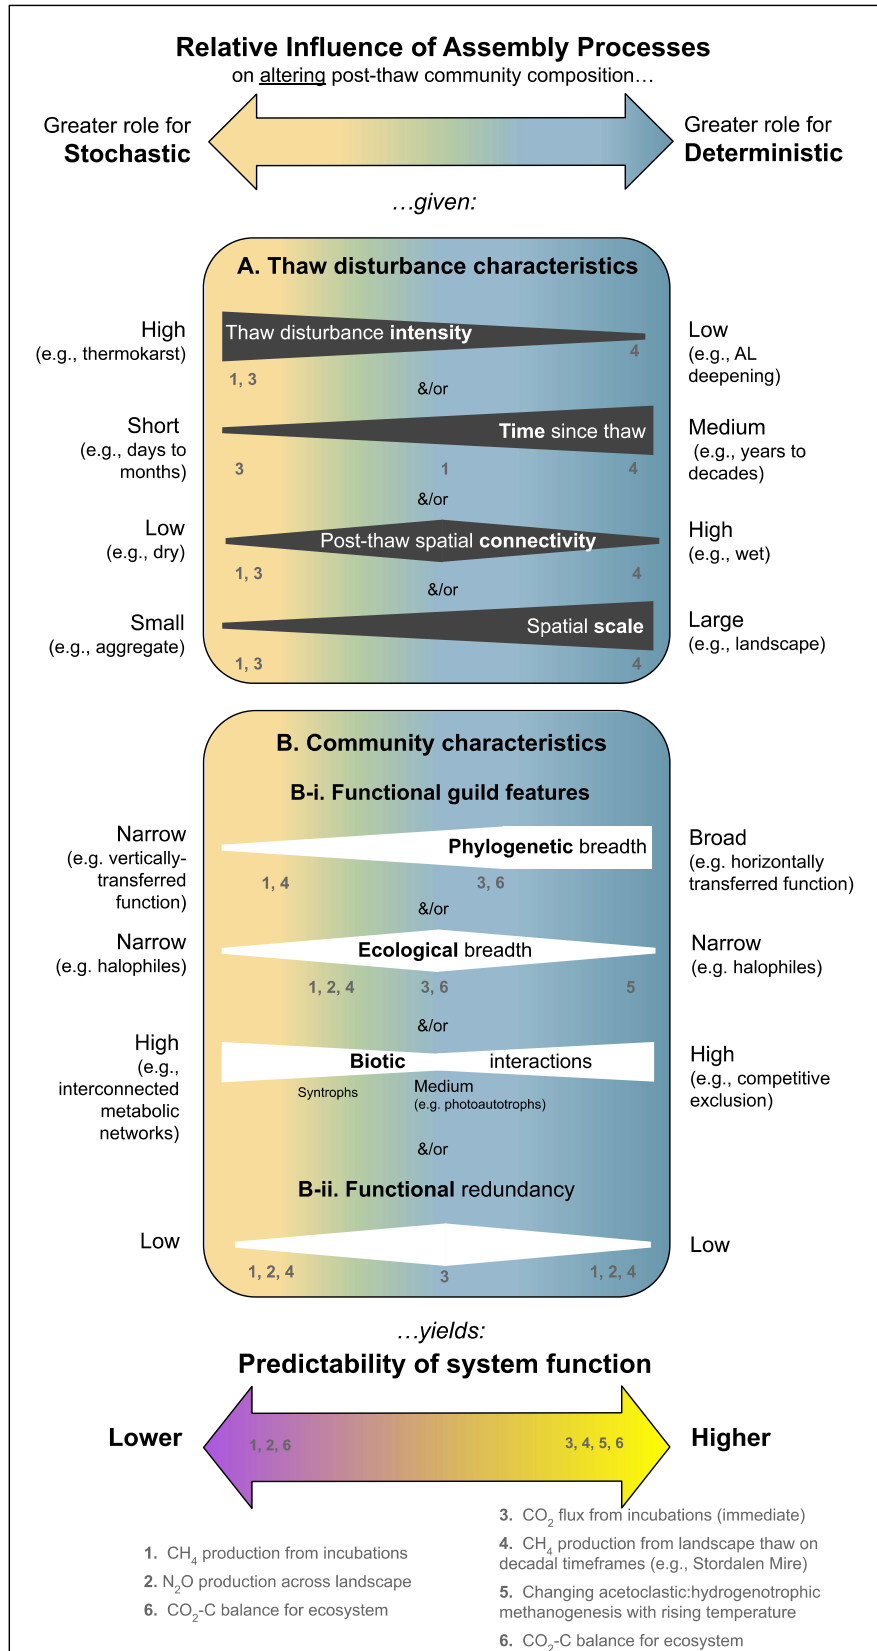 Relative Influence of Assembly Processes
on altering post-thaw community composition…
Greater role for
Stochastic
Greater role for
Deterministic
…given:
A. Thaw disturbance characteristics
High
(e.g., thermokarst)
Thaw disturbance intensity
Low
(e.g., AL
deepening)
1, 3
4
&/or
Short
(e.g., days to
months)
Time since thaw
Medium
(e.g., years to
decades)
3
1
4
&/or
Low
(e.g., dry)
Post-thaw spatial connectivity
High
(e.g., wet)
1, 3
4
&/or
Small
(e.g., aggregate)
Spatial scale
Large
(e.g., landscape)
1, 3
4
B. Community characteristics
B-i. Functional guild features
Narrow
(e.g. vertically-
transferred
function)
Phylogenetic breadth
Broad
(e.g. horizontally
transferred function)
1, 4
3, 6
&/or
Narrow
(e.g. halophiles)
Ecological breadth
Narrow
(e.g. halophiles)
1, 2, 4
3, 6
5
&/or
High
(e.g.,
interconnected
metabolic
networks)
Biotic interactions
High
(e.g., competitive
exclusion)
Syntrophs
Medium
(e.g. photoautotrophs)
&/or
B-ii. Functional redundancy
Low
Low
1, 2, 4
3
1, 2, 4
…yields:
Predictability of system function
Lower
1, 2, 6
3, 4, 5, 6
Higher
1. CH4 production from incubations
2. N2O production across landscape
6. CO2-C balance for ecosystem
3. CO2 flux from incubations (immediate)
4. CH4 production from landscape thaw on
decadal timeframes (e.g., Stordalen Mire)
5. Changing acetoclastic:hydrogenotrophic
methanogenesis with rising temperature
6. CO2-C balance for ecosystem